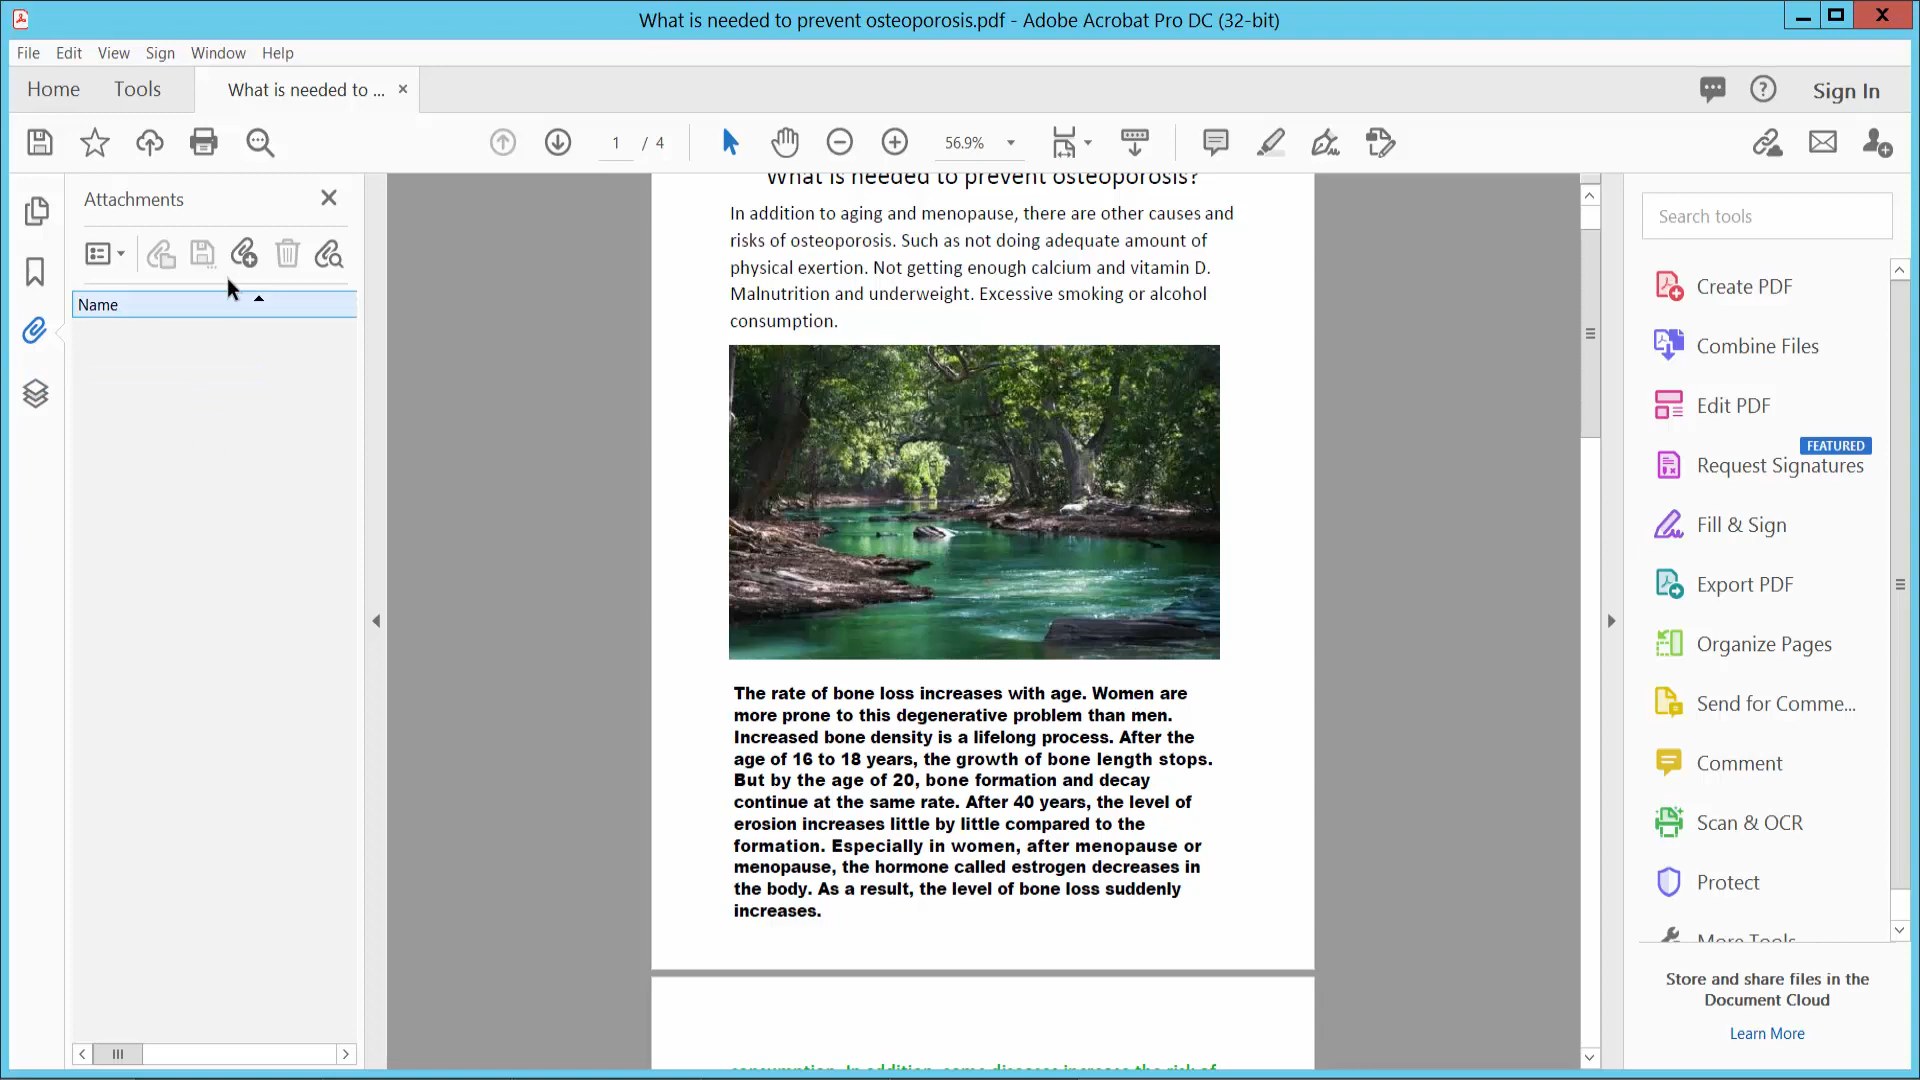 What is needed to prevent osteoporosis.pdf - Adobe Acrobat Pro DC (32-bit)
File Edit View Sign Window Help
Home Tools What is needed to ... Sign In
1 / 4 56.9%
Attachments
Name
What is needed to prevent osteoporosis?
In addition to aging and menopause, there are other causes and
risks of osteoporosis. Such as not doing adequate amount of
physical exertion. Not getting enough calcium and vitamin D.
Malnutrition and underweight. Excessive smoking or alcohol
consumption.
The rate of bone loss increases with age. Women are
more prone to this degenerative problem than men.
Increased bone density is a lifelong process. After the
age of 16 to 18 years, the growth of bone length stops.
But by the age of 20, bone formation and decay
continue at the same rate. After 40 years, the level of
erosion increases little by little compared to the
formation. Especially in women, after menopause or
menopause, the hormone called estrogen decreases in
the body. As a result, the level of bone loss suddenly
increases.
consumption. In addition, some diseases increase the risk of
Search tools
Create PDF
Combine Files
Edit PDF
FEATURED
Request Signatures
Fill & Sign
Export PDF
Organize Pages
Send for Comme...
Comment
Scan & OCR
Protect
More Tools
Store and share files in the
Document Cloud
Learn More